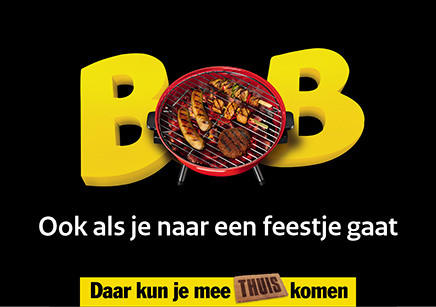 BOB
Ook als je naar een feestje gaat
Daar kun je mee THUIS komen